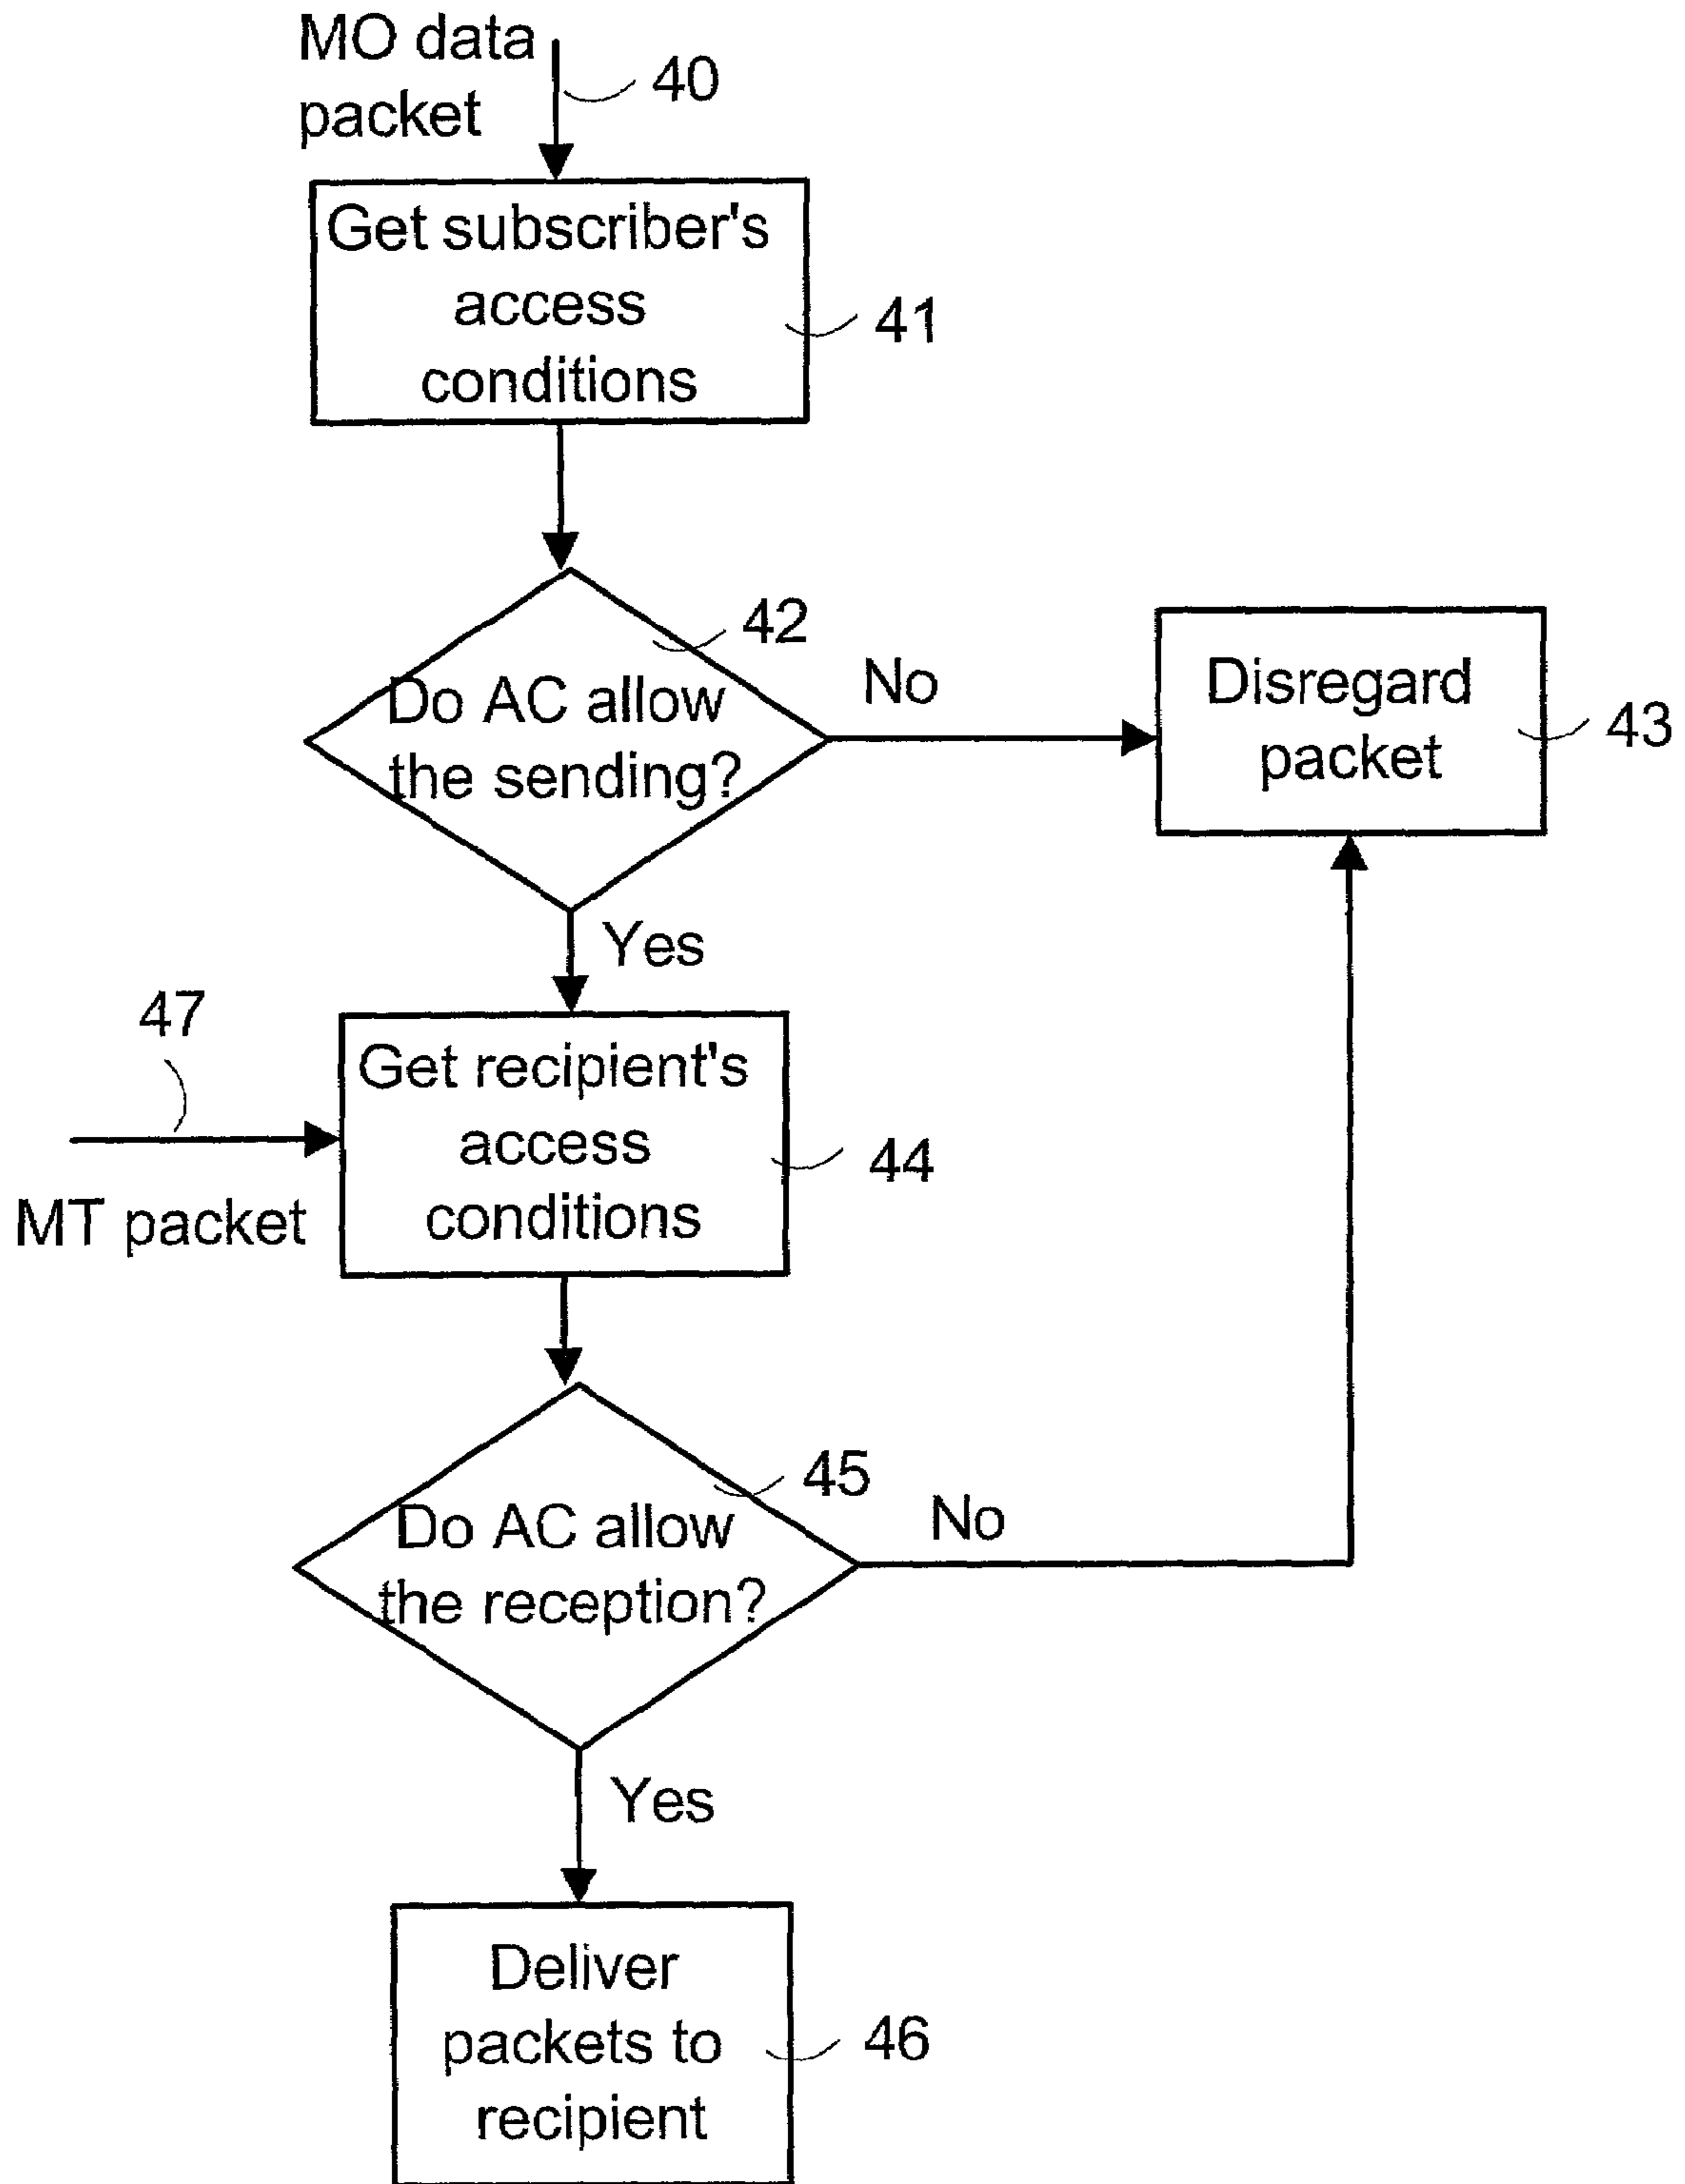 MO data
packet
40
Get subscriber's
access
conditions
41
42
Do AC allow
the sending?
No
Disregard
packet
43
Yes
47
MT packet
Get recipient's
access
conditions
44
45
Do AC allow
the reception?
No
Yes
Deliver
packets to
recipient
46